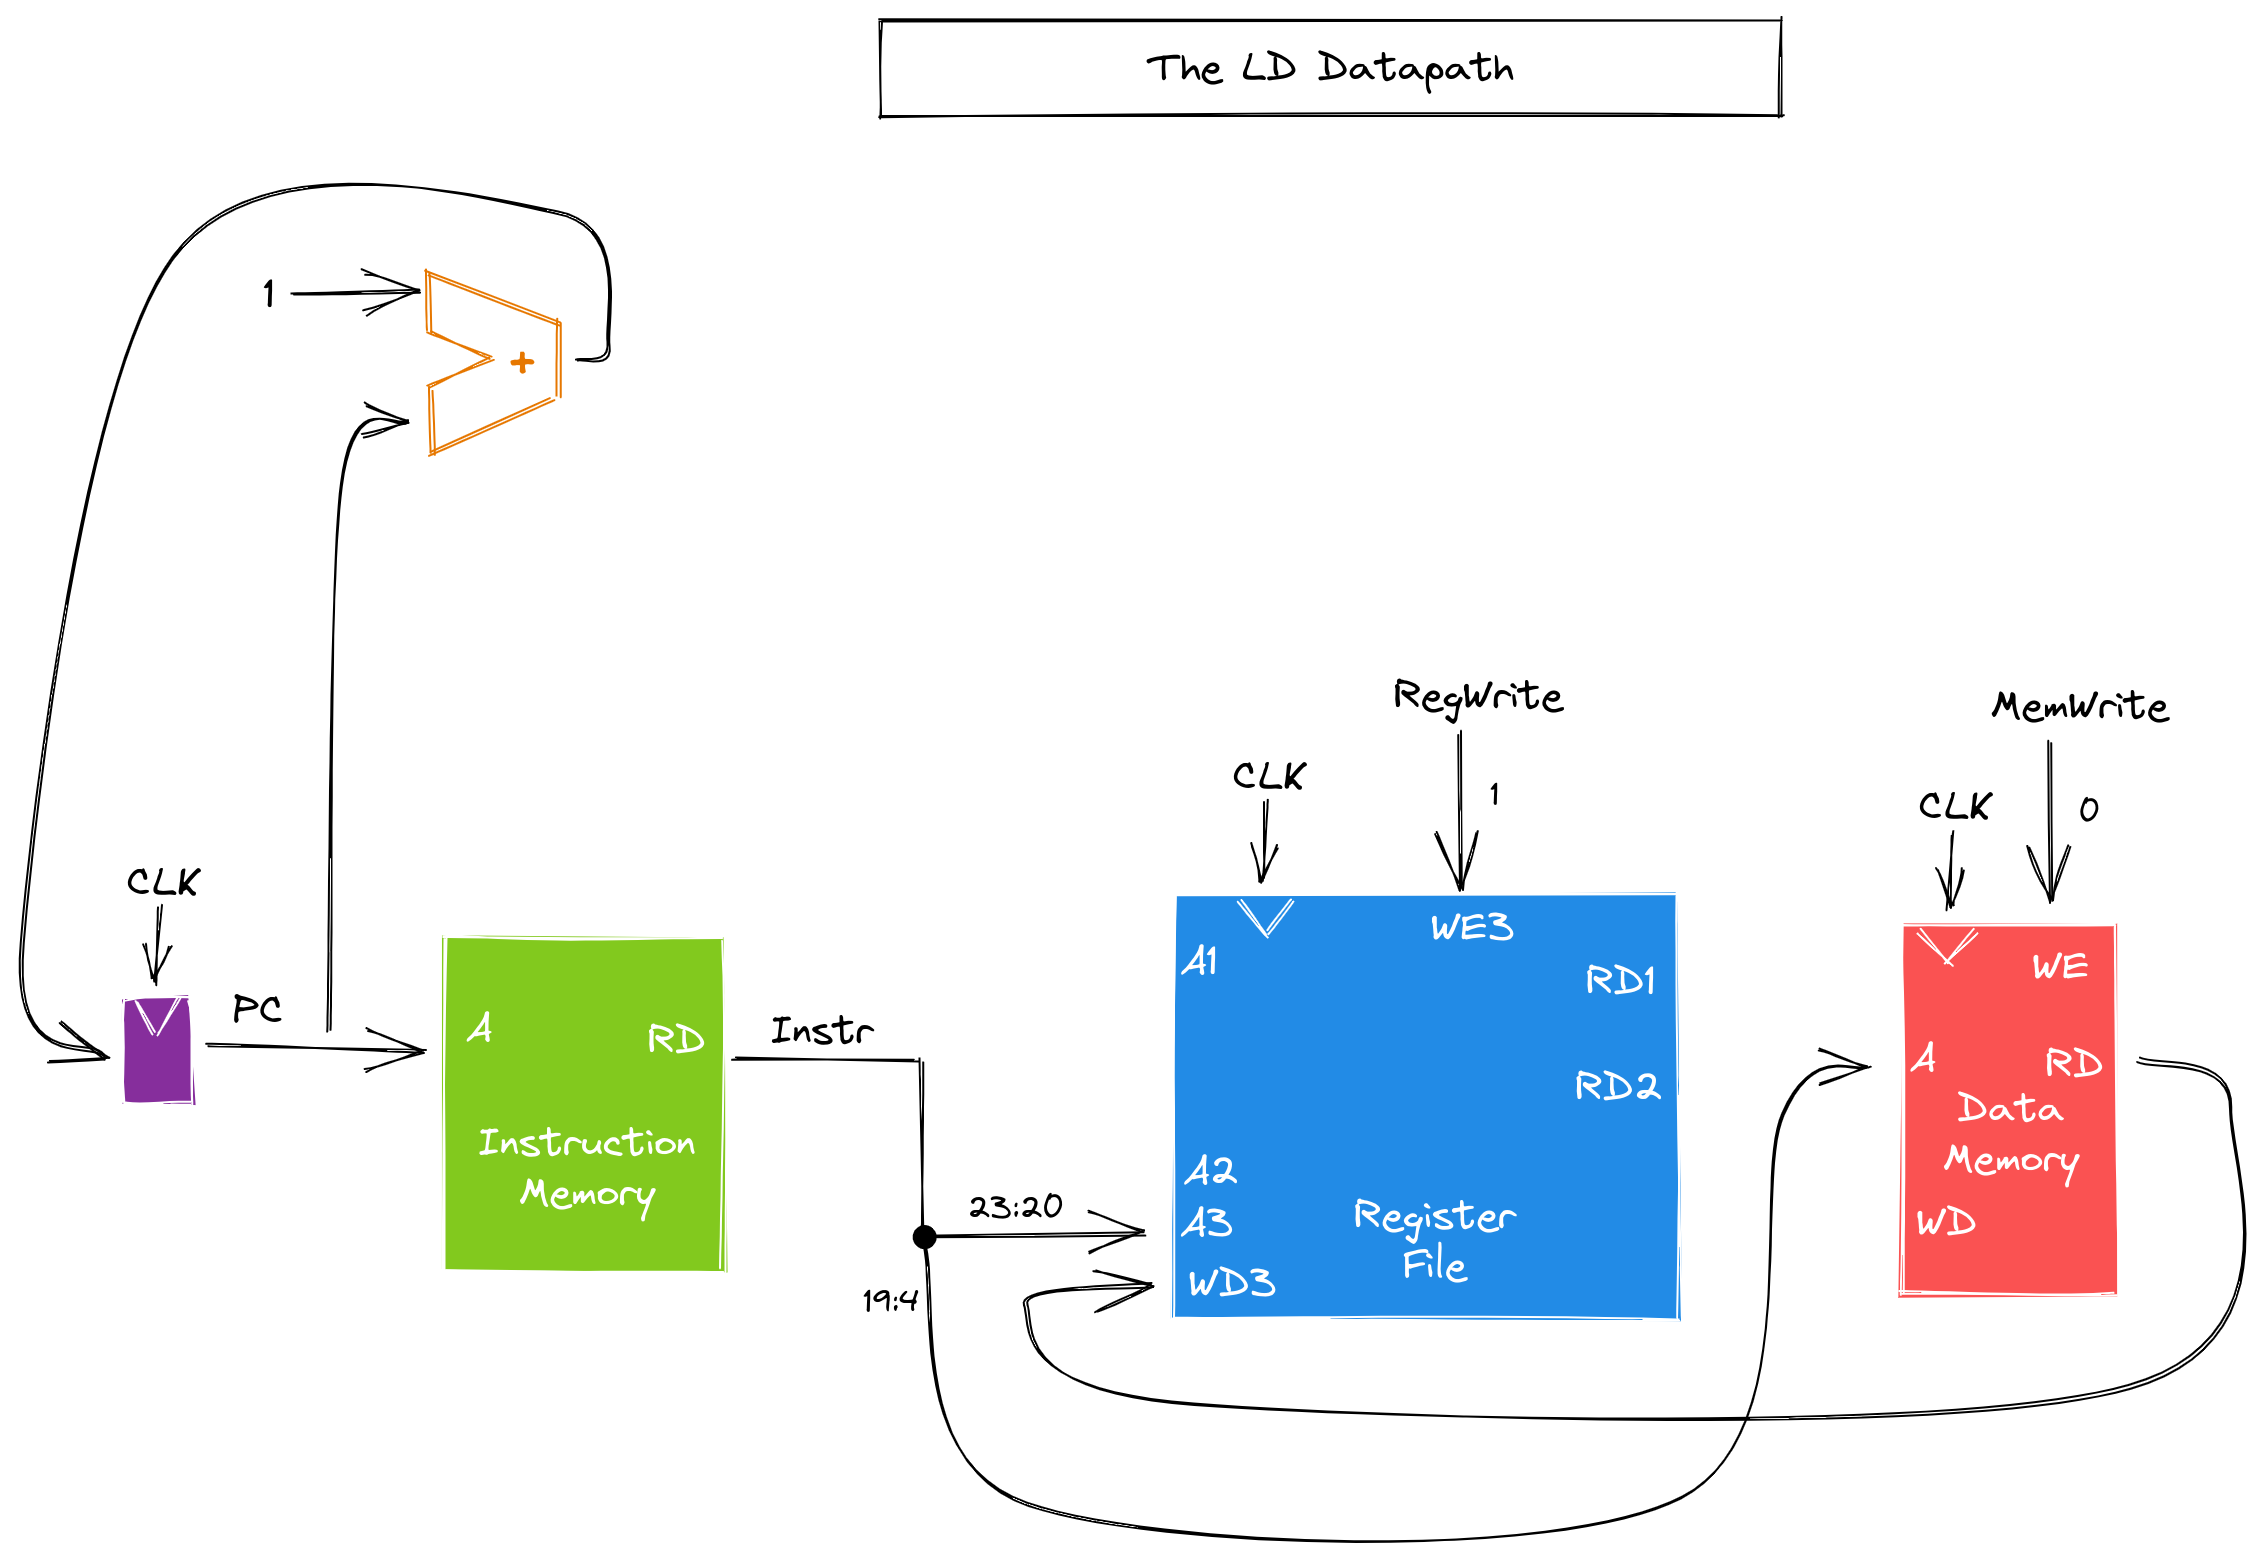 The LD Datapath
1
+
RegWrite
MemWrite
CLK
1
CLK
0
CLK
WE3
A1
WE
RD1
PC
A
RD
Instr
A
RD
RD2
Data
Memory
Instruction
Memory
A2
23:20
A3
Register
File
WD
19:4
WD3